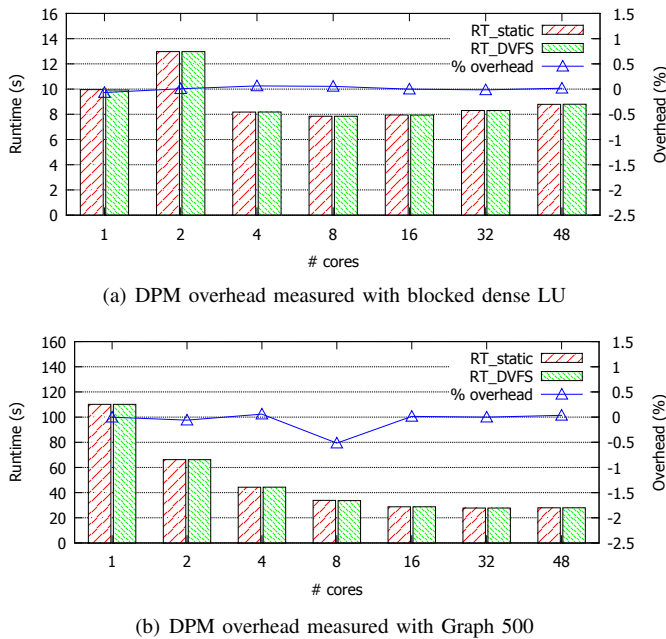 16
14
12
10
8
6
4
2
0
Runtime (s)
RT_static
RT_DVFS
% overhead
1.5
1
0.5
0
-0.5
-1
-1.5
-2
-2.5
Overhead (%)
1 2 4 8 16 32 48
# cores
(a) DPM overhead measured with blocked dense LU
160
140
120
100
80
60
40
20
0
Runtime (s)
RT_static
RT_DVFS
% overhead
1.5
1
0.5
0
-0.5
-1
-1.5
-2
-2.5
Overhead (%)
1 2 4 8 16 32 48
# cores
(b) DPM overhead measured with Graph 500